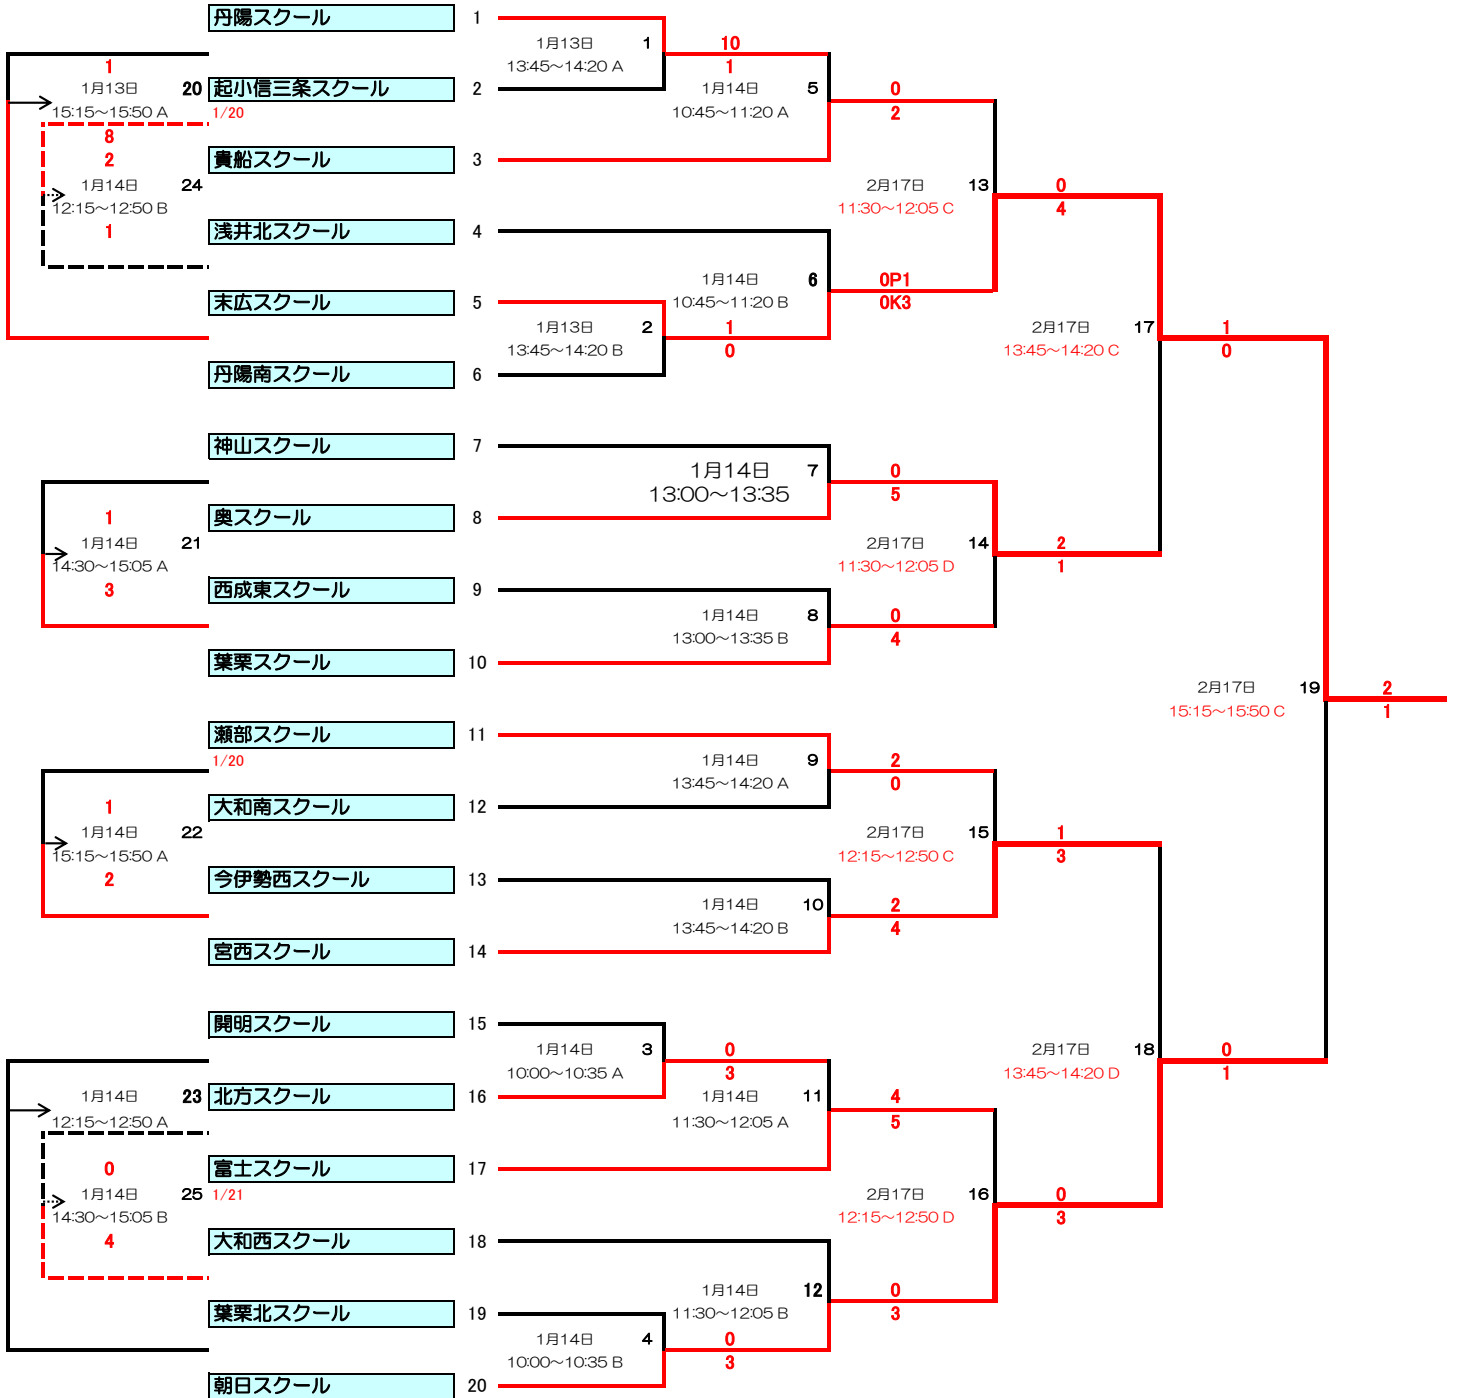 丹陽スクール 1
1月13日 1 10
1 13:45～14:20 A 1
1月13日 20 起小信三条スクール 2 1月14日 5 0
15:15～15:50 A 1/20 10:45～11:20 A 2
8
2 貴船スクール 3
1月14日 24 2月17日 13 0
12:15～12:50 B 11:30～12:05 C 4
1 浅井北スクール 4
1月14日 6 0P1
末広スクール 5 10:45～11:20 B 0K3
1月13日 2 1 2月17日 17 1
13:45～14:20 B 0 13:45～14:20 C 0
丹陽南スクール 6
神山スクール 7
1月14日 7 0
13:00～13:35 5
1 奥スクール 8
1月14日 21 2月17日 14 2
14:30～15:05 A 11:30～12:05 D 1
3 西成東スクール 9
1月14日 8 0
13:00～13:35 B 4
葉栗スクール 10
2月17日 19 2
15:15～15:50 C 1
瀬部スクール 11
1/20 1月14日 9 2
13:45～14:20 A 0
1 大和南スクール 12
1月14日 22 2月17日 15 1
15:15～15:50 A 12:15～12:50 C 3
2 今伊勢西スクール 13
1月14日 10 2
13:45～14:20 B 4
宮西スクール 14
開明スクール 15
1月14日 3 0 2月17日 18 0
10:00～10:35 A 3 13:45～14:20 D 1
1月14日 23 北方スクール 16 1月14日 11 4
12:15～12:50 A 11:30～12:05 A 5
0 富士スクール 17
1月14日 25 1/21 2月17日 16 0
14:30～15:05 B 12:15～12:50 D 3
4 大和西スクール 18
1月14日 12 0
葉栗北スクール 19 11:30～12:05 B 3
1月14日 4 0
10:00～10:35 B 3
朝日スクール 20